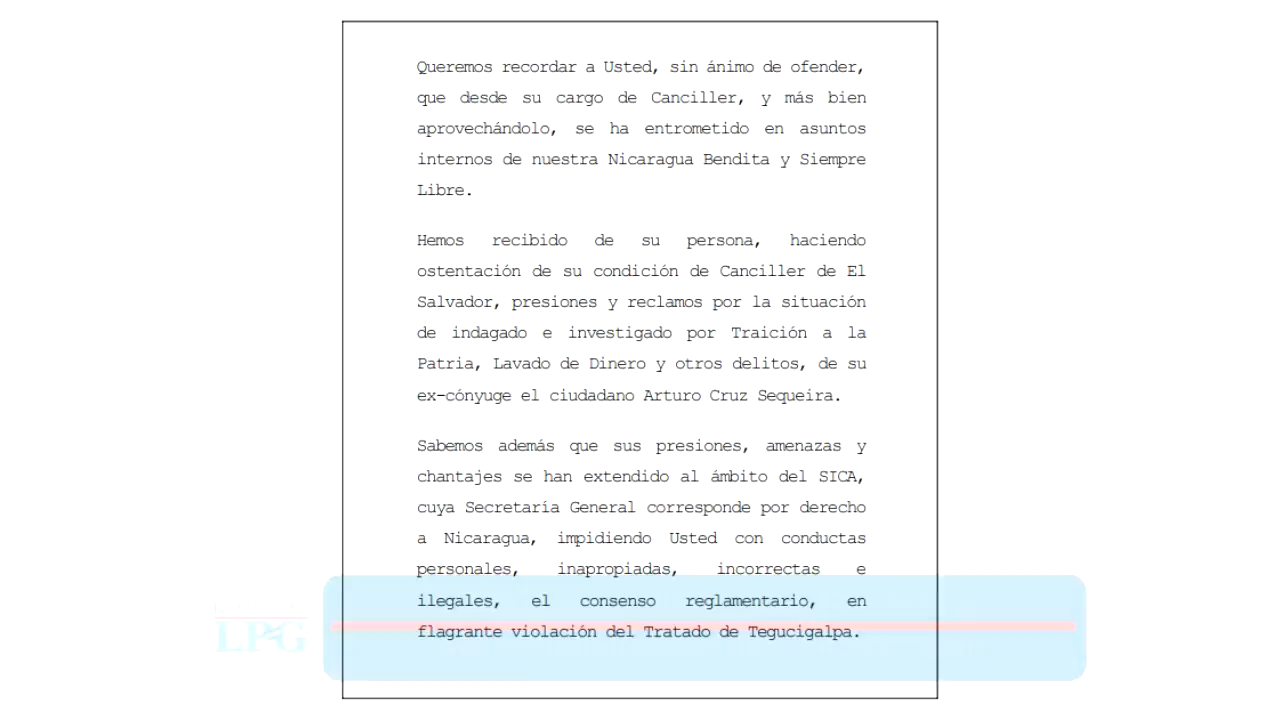 Queremos recordar a Usted, sin ánimo de ofender,
que desde su cargo de Canciller, y más bien
aprovechándolo, se ha entrometido en asuntos
internos de nuestra Nicaragua Bendita y Siempre
Libre.
Hemos recibido de su persona, haciendo
ostentación de su condición de Canciller de El
Salvador, presiones y reclamos por la situación
de indagado e investigado por Traición a la
Patria, Lavado de Dinero y otros delitos, de su
ex-cónyuge el ciudadano Arturo Cruz Sequeira.
Sabemos además que sus presiones, amenazas y
chantajes se han extendido al ámbito del SICA,
cuya Secretaría General corresponde por derecho
a Nicaragua, impidiendo Usted con conductas
personales, inapropiadas, incorrectas e
ilegales, el consenso reglamentario, en
flagrante violación del Tratado de Tegucigalpa.
LPG